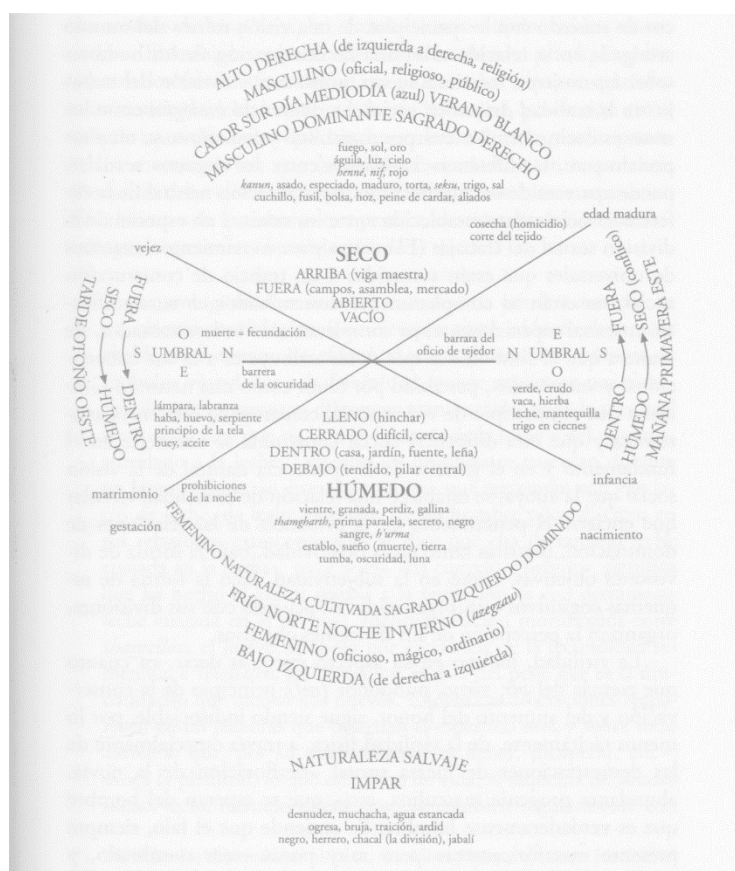 ALTO DERECHA (de izquierda a derecha, religión)
MASCULINO (oficial, religioso, público)
CALOR SUR DÍA MEDIODÍA (azul) VERANO BLANCO
MASCULINO DOMINANTE SAGRADO DERECHO
fuego, sol, oro
águila, luz, cielo
henné, nif, rojo
kanun, asado, especiado, maduro, torta, seksu, trigo, sal
cuchillo, fusil, bolsa, hoz, peine de cardar, aliados
cosecha (homicidio)
corte del tejido
edad madura
vejez
SECO
ARRIBA (viga maestra)
FUERA (campos, asamblea, mercado)
ABIERTO
VACÍO
TARDE OTOÑO OESTE
SECO HÚMEDO
FUERA DENTRO
O
S UMBRAL N
E
muerte = fecundación
barrera
de la oscuridad
lámpara, labranza
haba, huevo, serpiente
principio de la tela
buey, aceite
barrara del
oficio de tejedor
E
N UMBRAL S
O
verde, crudo
vaca, hierba
leche, mantequilla
trigo en ciecnes
DENTRO FUERA
HÚMEDO SECO (conflicto)
MAÑANA PRIMAVERA ESTE
LLENO (hinchar)
CERRADO (difícil, cerca)
DENTRO (casa, jardín, fuente, leña)
DEBAJO (tendido, pilar central)
HÚMEDO
vientre, granada, perdiz, gallina
thamgharth, prima paralela, secreto, negro
sangre, h'urma
establo, sueño (muerte), tierra
tumba, oscuridad, luna
matrimonio
prohibiciones
de la noche
gestación
infancia
nacimiento
FEMENINO NATURALEZA CULTIVADA SAGRADO IZQUIERDO DOMINADO
FRÍO NORTE NOCHE INVIERNO (azegzau)
FEMENINO (oficioso, mágico, ordinario)
BAJO IZQUIERDA (de derecha a izquierda)
NATURALEZA SALVAJE
IMPAR
desnudez, muchacha, agua estancada
ogresa, bruja, traición, ardid
negro, herrero, chacal (la división), jabalí